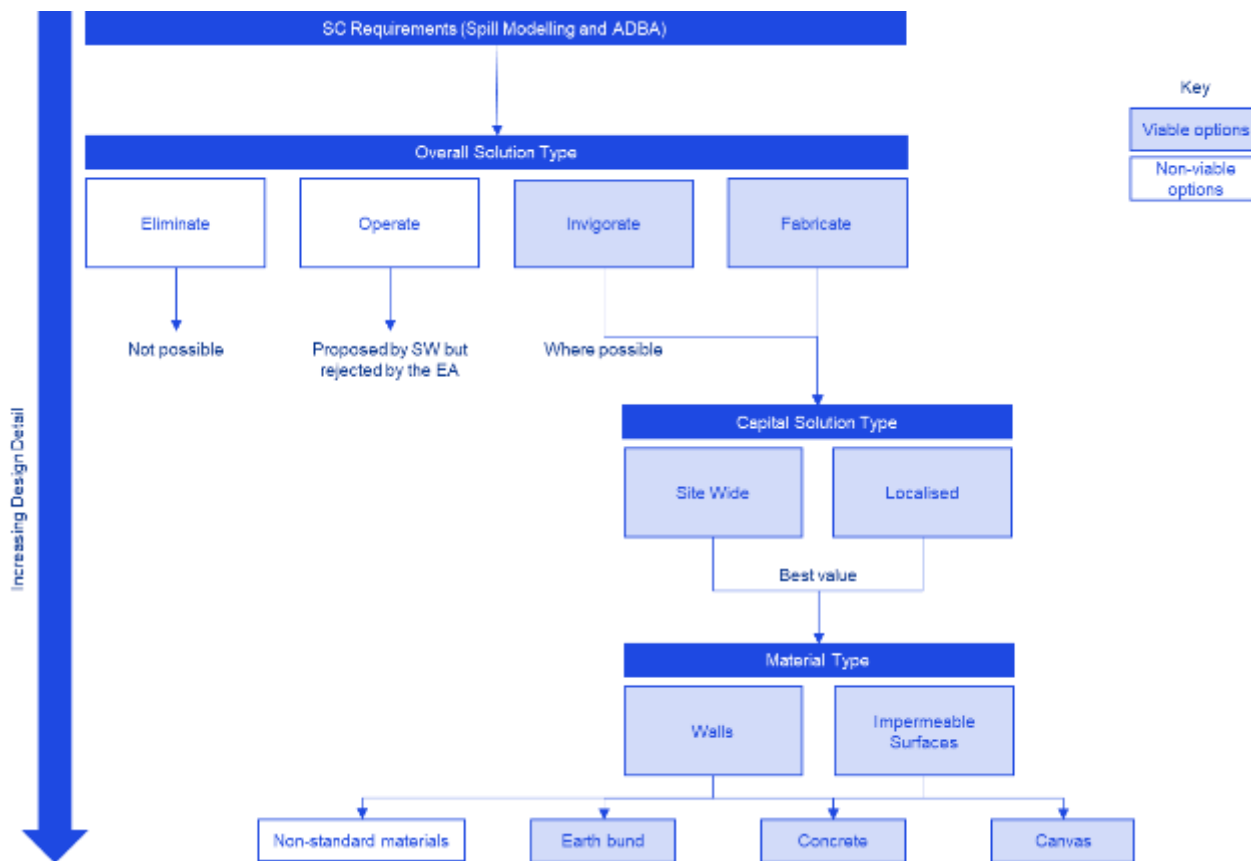 SC Requirements (Spill Modelling and ADBA)
Key
Viable options
Non-viable
options
Overall Solution Type
Eliminate
Operate
Invigorate
Fabricate
Not possible
Proposed by SW but
rejected by the EA
Where possible
Capital Solution Type
Site Wide
Localised
Best value
Material Type
Walls
Impermeable
Surfaces
Non-standard materials
Earth bund
Concrete
Canvas
Increasing Design Detail